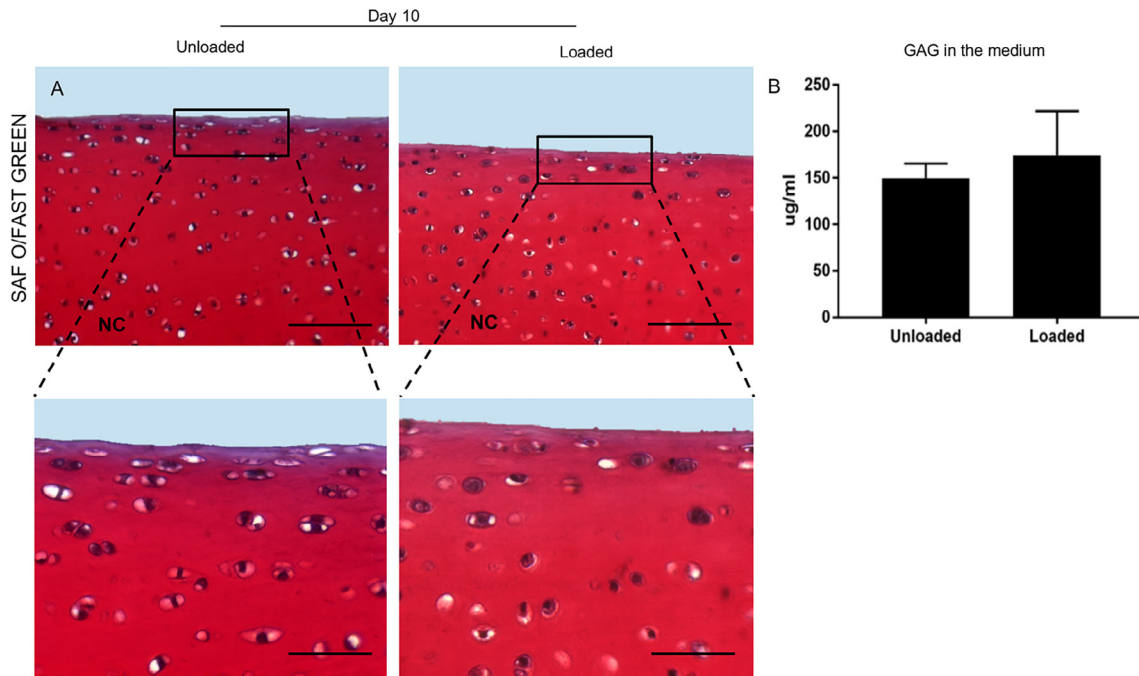 Day 10
Unloaded
Loaded
SAF O/FAST GREEN
A
NC
NC
B
GAG in the medium
ug/ml
250
200
150
100
50
0
Unloaded
Loaded